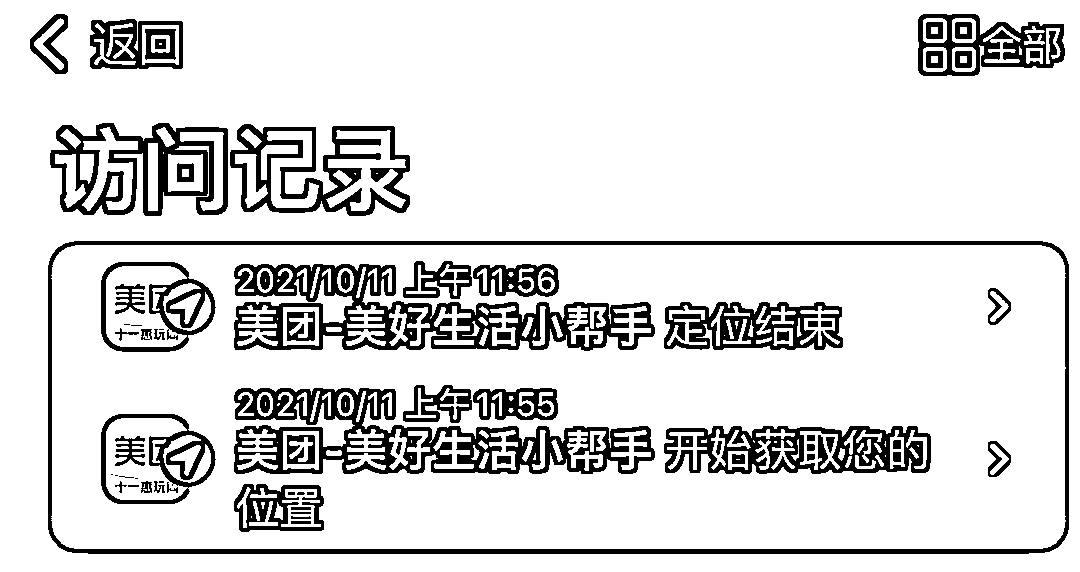 返回
全部
访问记录
2021/10/11 上午11:56
美团-美好生活小帮手 定位结束
美团
十一惠玩
2021/10/11 上午11:55
美团-美好生活小帮手 开始获取您的
位置
美团
十一惠玩